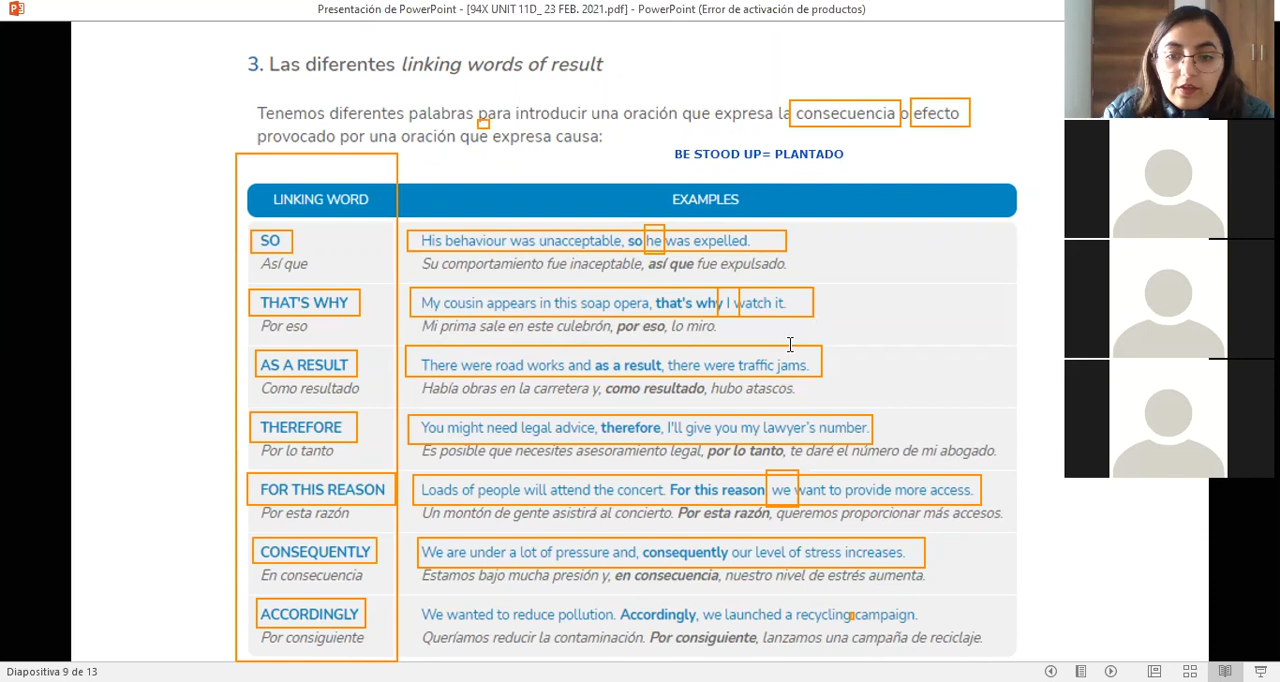 Presentación de PowerPoint - [94X UNIT 11D_ 23 FEB. 2021.pdf] - PowerPoint (Error de activación de productos)
3. Las diferentes linking words of result
Tenemos diferentes palabras para introducir una oración que expresa la consecuencia o efecto
provocado por una oración que expresa causa:
BE STOOD UP= PLANTADO
LINKING WORD EXAMPLES
SO His behaviour was unacceptable, so he was expelled.
Así que Su comportamiento fue inaceptable, así que fue expulsado.
THAT'S WHY My cousin appears in this soap opera, that's why I watch it.
Por eso Mi prima sale en este culebrón, por eso, lo miro.
AS A RESULT There were road works and as a result, there were traffic jams.
Como resultado Había obras en la carretera y, como resultado, hubo atascos.
THEREFORE You might need legal advice, therefore, I'll give you my lawyer's number.
Por lo tanto Es posible que necesites asesoramiento legal, por lo tanto, te daré el número de mi abogado.
FOR THIS REASON Loads of people will attend the concert. For this reason we want to provide more access.
Por esta razón Un montón de gente asistirá al concierto. Por esta razón, queremos proporcionar más accesos.
CONSEQUENTLY We are under a lot of pressure and, consequently our level of stress increases.
En consecuencia Estamos bajo mucha presión y, en consecuencia, nuestro nivel de estrés aumenta.
ACCORDINGLY We wanted to reduce pollution. Accordingly, we launched a recycling campaign.
Por consiguiente Queríamos reducir la contaminación. Por consiguiente, lanzamos una campaña de reciclaje.
Diapositiva 9 de 13